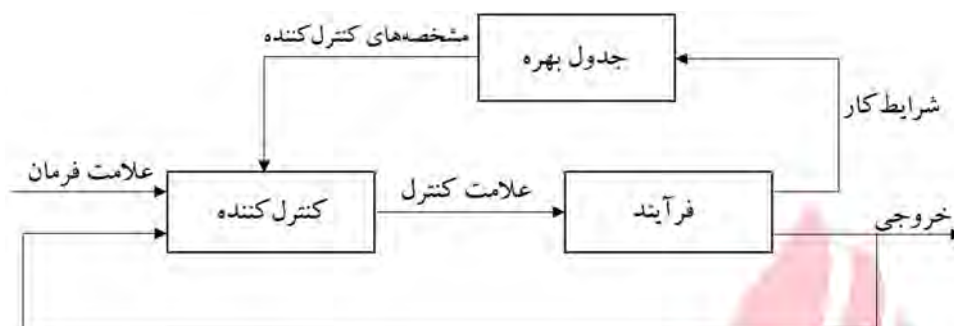 مشخصه‌های کنترل‌کننده
جدول بهره
شرایط کار
علامت فرمان
کنترل‌کننده
علامت کنترل
فرآیند
خروجی